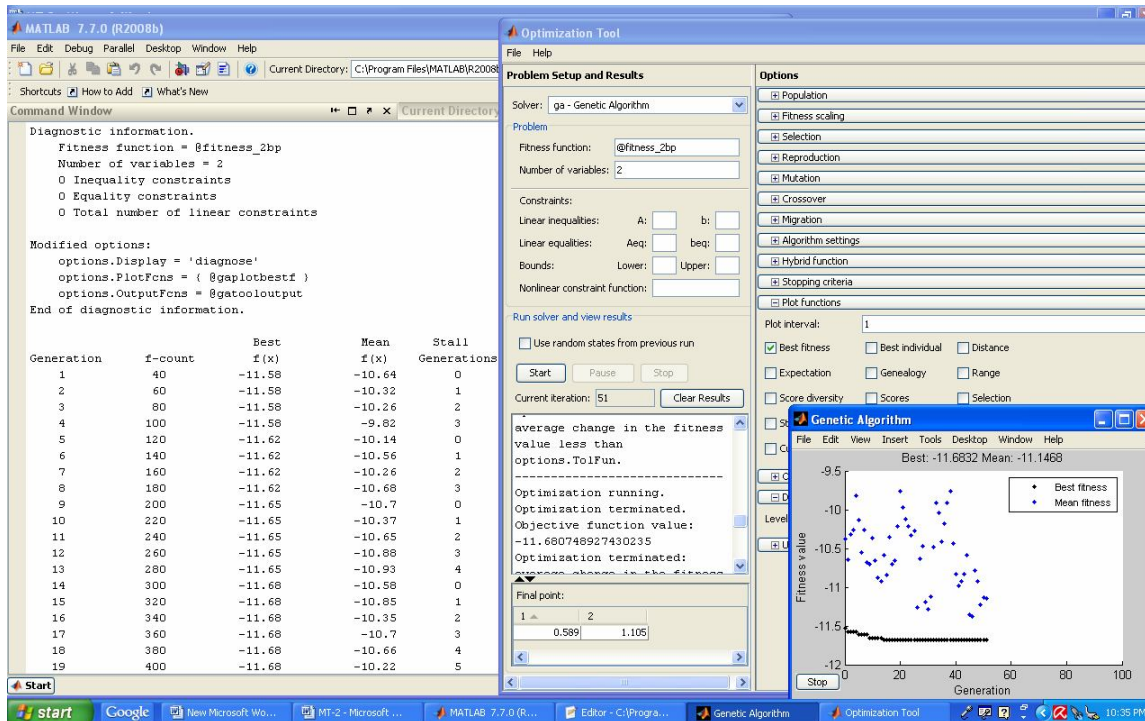 MATLAB 7.7.0 (R2008b)
File Edit Debug Parallel Desktop Window Help
Current Directory: C:\Program Files\MATLAB\R2008b
Shortcuts How to Add What's New
Command Window
Current Directory
Diagnostic information.
Fitness function = @fitness_2bp
Number of variables = 2
0 Inequality constraints
0 Equality constraints
0 Total number of linear constraints
Modified options:
options.Display = 'diagnose'
options.PlotFcns = { @gaplotbestf }
options.OutputFcns = @gatooloutput
End of diagnostic information.
Best Mean Stall
Generation f-count f(x) f(x) Generations
1 40 -11.58 -10.64 0
2 60 -11.58 -10.32 1
3 80 -11.58 -10.26 2
4 100 -11.58 -9.82 3
5 120 -11.62 -10.14 0
6 140 -11.62 -10.56 1
7 160 -11.62 -10.26 2
8 180 -11.62 -10.68 3
9 200 -11.65 -10.7 0
10 220 -11.65 -10.37 1
11 240 -11.65 -10.65 2
12 260 -11.65 -10.88 3
13 280 -11.65 -10.93 4
14 300 -11.68 -10.58 0
15 320 -11.68 -10.85 1
16 340 -11.68 -10.35 2
17 360 -11.68 -10.7 3
18 380 -11.68 -10.66 4
19 400 -11.68 -10.22 5
Start
Optimization Tool
File Help
Problem Setup and Results
Solver: ga - Genetic Algorithm
Problem
Fitness function: @fitness_2bp
Number of variables: 2
Constraints:
Linear inequalities: A: b:
Linear equalities: Aeq: beq:
Bounds: Lower: Upper:
Nonlinear constraint function:
Run solver and view results
Use random states from previous run
Start Pause Stop
Current iteration: 51 Clear Results
average change in the fitness
value less than
options.TolFun.
------------------------------
Optimization running.
Optimization terminated.
Objective function value:
-11.680748927430235
Optimization terminated:
average change in the fitness
Final point:
1 2
0.589 1.105
Options
Population
Fitness scaling
Selection
Reproduction
Mutation
Crossover
Migration
Algorithm settings
Hybrid function
Stopping criteria
Plot functions
Plot interval: 1
Best fitness Best individual Distance
Expectation Genealogy Range
Score diversity Scores Selection
Level
Genetic Algorithm
File Edit View Insert Tools Desktop Window Help
Best: -11.6832 Mean: -11.1468
Best fitness
Mean fitness
Fitness value
-9.5
-10
-10.5
-11
-11.5
-12
0 20 40 60 80 100
Generation
Stop
start Google New Microsoft Wo... MT-2 - Microsoft ... MATLAB 7.7.0 (R... Editor - C:\Progra... Genetic Algorithm Optimization Tool 10:35 PM